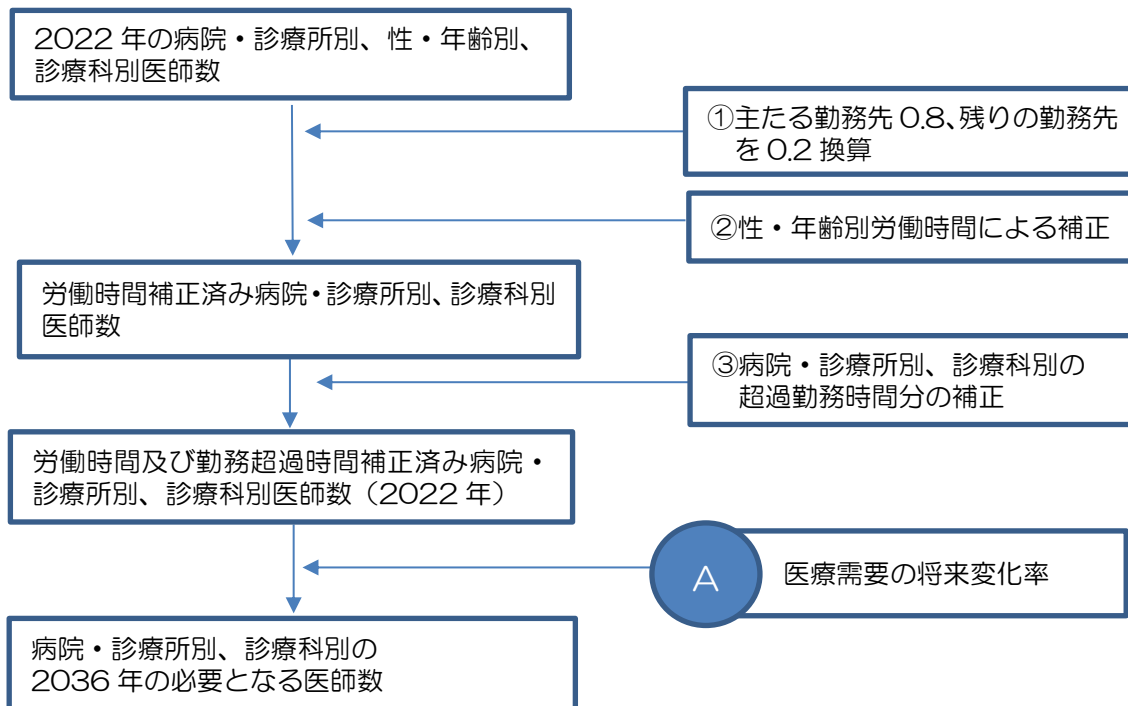 2022 年の病院・診療所別、性・年齢別、
診療科別医師数
①主たる勤務先 0.8、残りの勤務先
を 0.2 換算
②性・年齢別労働時間による補正
労働時間補正済み病院・診療所別、診療科別
医師数
③病院・診療所別、診療科別の
超過勤務時間分の補正
労働時間及び勤務超過時間補正済み病院・
診療所別、診療科別医師数（2022 年）
A
医療需要の将来変化率
病院・診療所別、診療科別の
2036 年の必要となる医師数